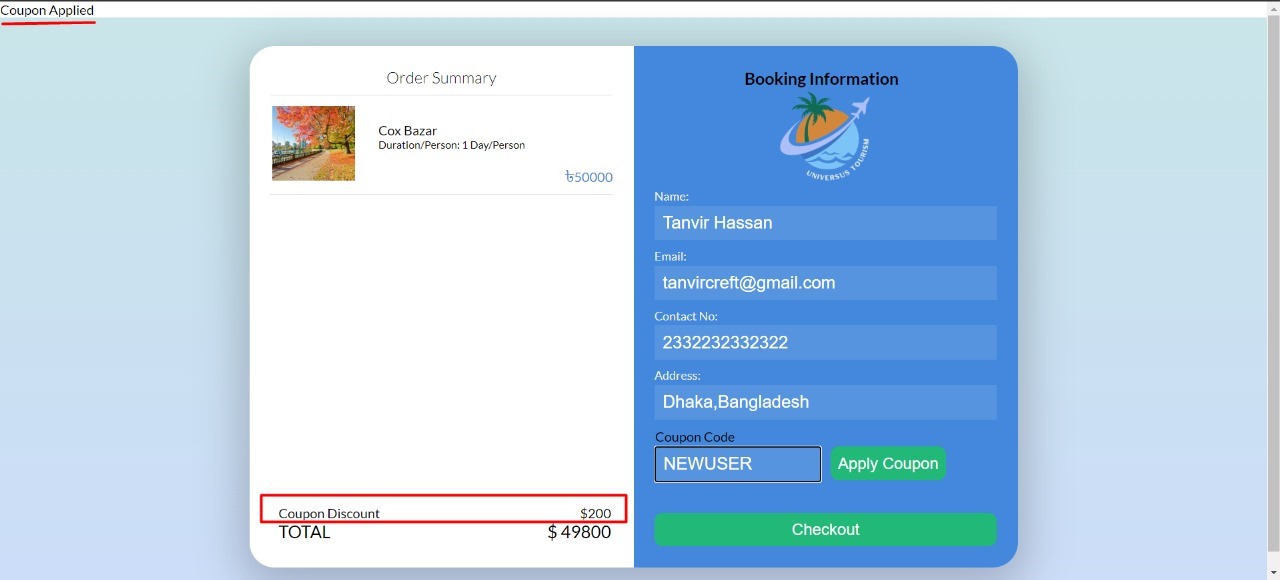 Coupon Applied
Order Summary
Cox Bazar
Duration/Person: 1 Day/Person
৳50000
Coupon Discount $200
TOTAL $ 49800
Booking Information
UNIVERSUS TOURISM
Name:
Tanvir Hassan
Email:
tanvircreft@gmail.com
Contact No:
2332232332322
Address:
Dhaka,Bangladesh
Coupon Code
NEWUSER Apply Coupon
Checkout